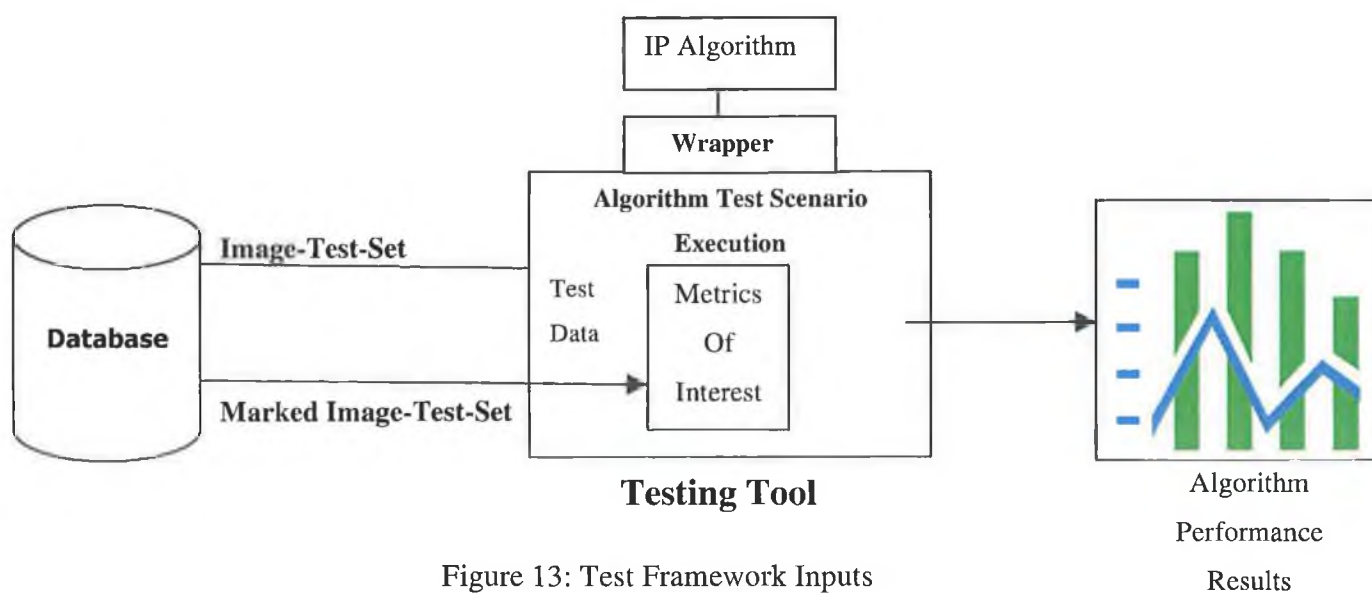 IP Algorithm
Wrapper
Algorithm Test Scenario
Execution
Image-Test-Set
Database
Test
Data
Metrics
Of
Interest
Marked Image-Test-Set
Testing Tool
Algorithm
Performance
Results
Figure 13: Test Framework Inputs